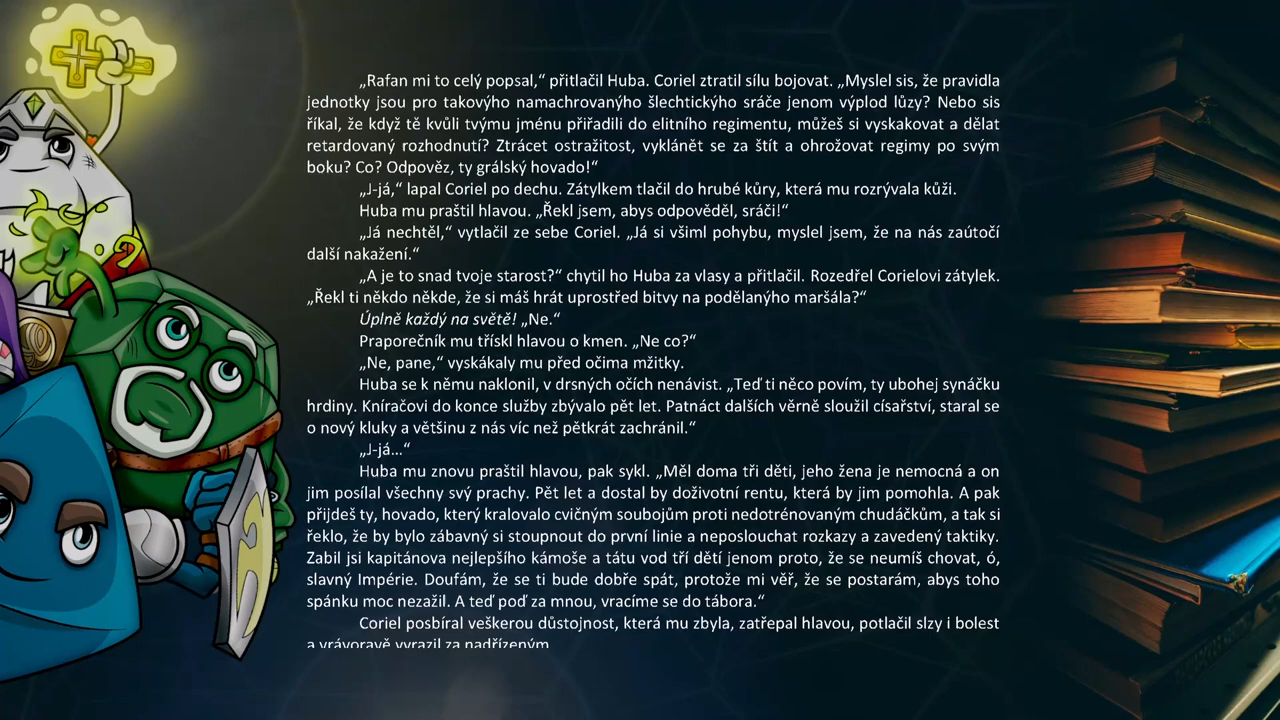 „Rafan mi to celý popsal,“ přitlačil Huba. Coriel ztratil sílu bojovat. „Myslel sis, že pravidla
jednotky jsou pro takovýho namachrovanýho šlechtickýho sráče jenom výplod lůzy? Nebo sis
říkal, že když tě kvůli tvýmu jménu přiřadili do elitního regimentu, můžeš si vyskakovat a dělat
retardovaný rozhodnutí? Ztrácet ostražitost, vyklánět se za štít a ohrožovat regimy po svým
boku? Co? Odpověz, ty grálský hovado!“
„J-já,“ lapal Coriel po dechu. Zátylkem tlačil do hrubé kůry, která mu rozrývala kůži.
Huba mu praštil hlavou. „Řekl jsem, abys odpověděl, sráči!“
„Já nechtěl,“ vytlačil ze sebe Coriel. „Já si všiml pohybu, myslel jsem, že na nás zaútočí
další nakažení.“
„A je to snad tvoje starost?“ chytil ho Huba za vlasy a přitlačil. Rozedřel Corielovi zátylek.
„Řekl ti někdo někde, že si máš hrát uprostřed bitvy na podělanýho maršála?“
Úplně každý na světě! „Ne.“
Praporečník mu třískl hlavou o kmen. „Ne co?“
„Ne, pane,“ vyskákaly mu před očima mžitky.
Huba se k němu naklonil, v drsných očích nenávist. „Teď ti něco povím, ty ubohej synáčku
hrdiny. Kníračovi do konce služby zbývalo pět let. Patnáct dalších věrně sloužil císařství, staral se
o nový kluky a většinu z nás víc než pětkrát zachránil.“
„J-já…“
Huba mu znovu praštil hlavou, pak sykl. „Měl doma tři děti, jeho žena je nemocná a on
jim posílal všechny svý prachy. Pět let a dostal by doživotní rentu, která by jim pomohla. A pak
přijdeš ty, hovado, který kralovalo cvičným soubojům proti nedotrénovaným chudáčkům, a tak si
řeklo, že by bylo zábavný si stoupnout do první linie a neposlouchat rozkazy a zavedený taktiky.
Zabil jsi kapitánova nejlepšího kámoše a tátu vod tří dětí jenom proto, že se neumíš chovat, ó,
slavný Impérie. Doufám, že se ti bude dobře spát, protože mi věř, že se postarám, abys toho
spánku moc nezažil. A teď poď za mnou, vracíme se do tábora.“
Coriel posbíral veškerou důstojnost, která mu zbyla, zatřepal hlavou, potlačil slzy i bolest
a vrávoravě vyrazil za nadřízeným.